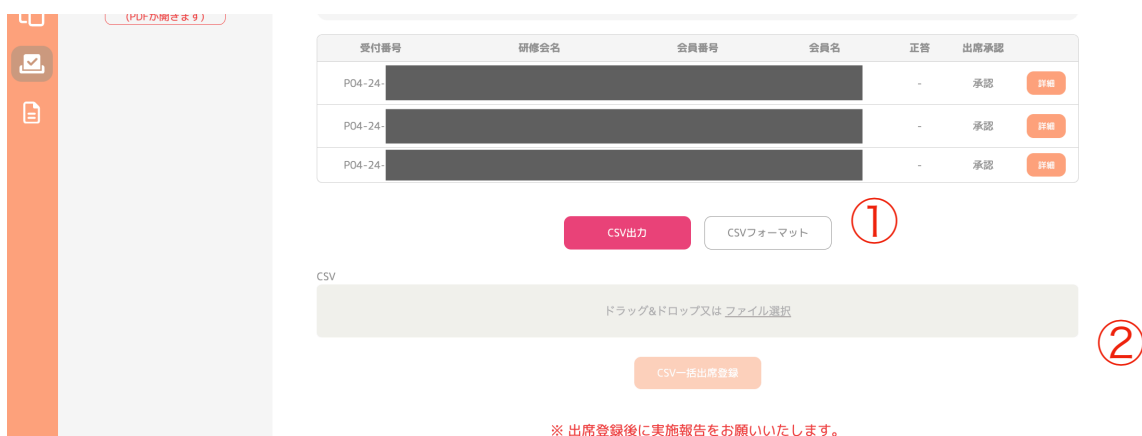 (PDFが開きます)
受付番号 研修会名 会員番号 会員名 正答 出席承認
P04-24- - 承認 詳細
P04-24- - 承認 詳細
P04-24- - 承認 詳細
CSV出力 CSVフォーマット ①
CSV
ドラッグ&ドロップ又は ファイル選択
②
CSV一括出席登録
※ 出席登録後に実施報告をお願いいたします。